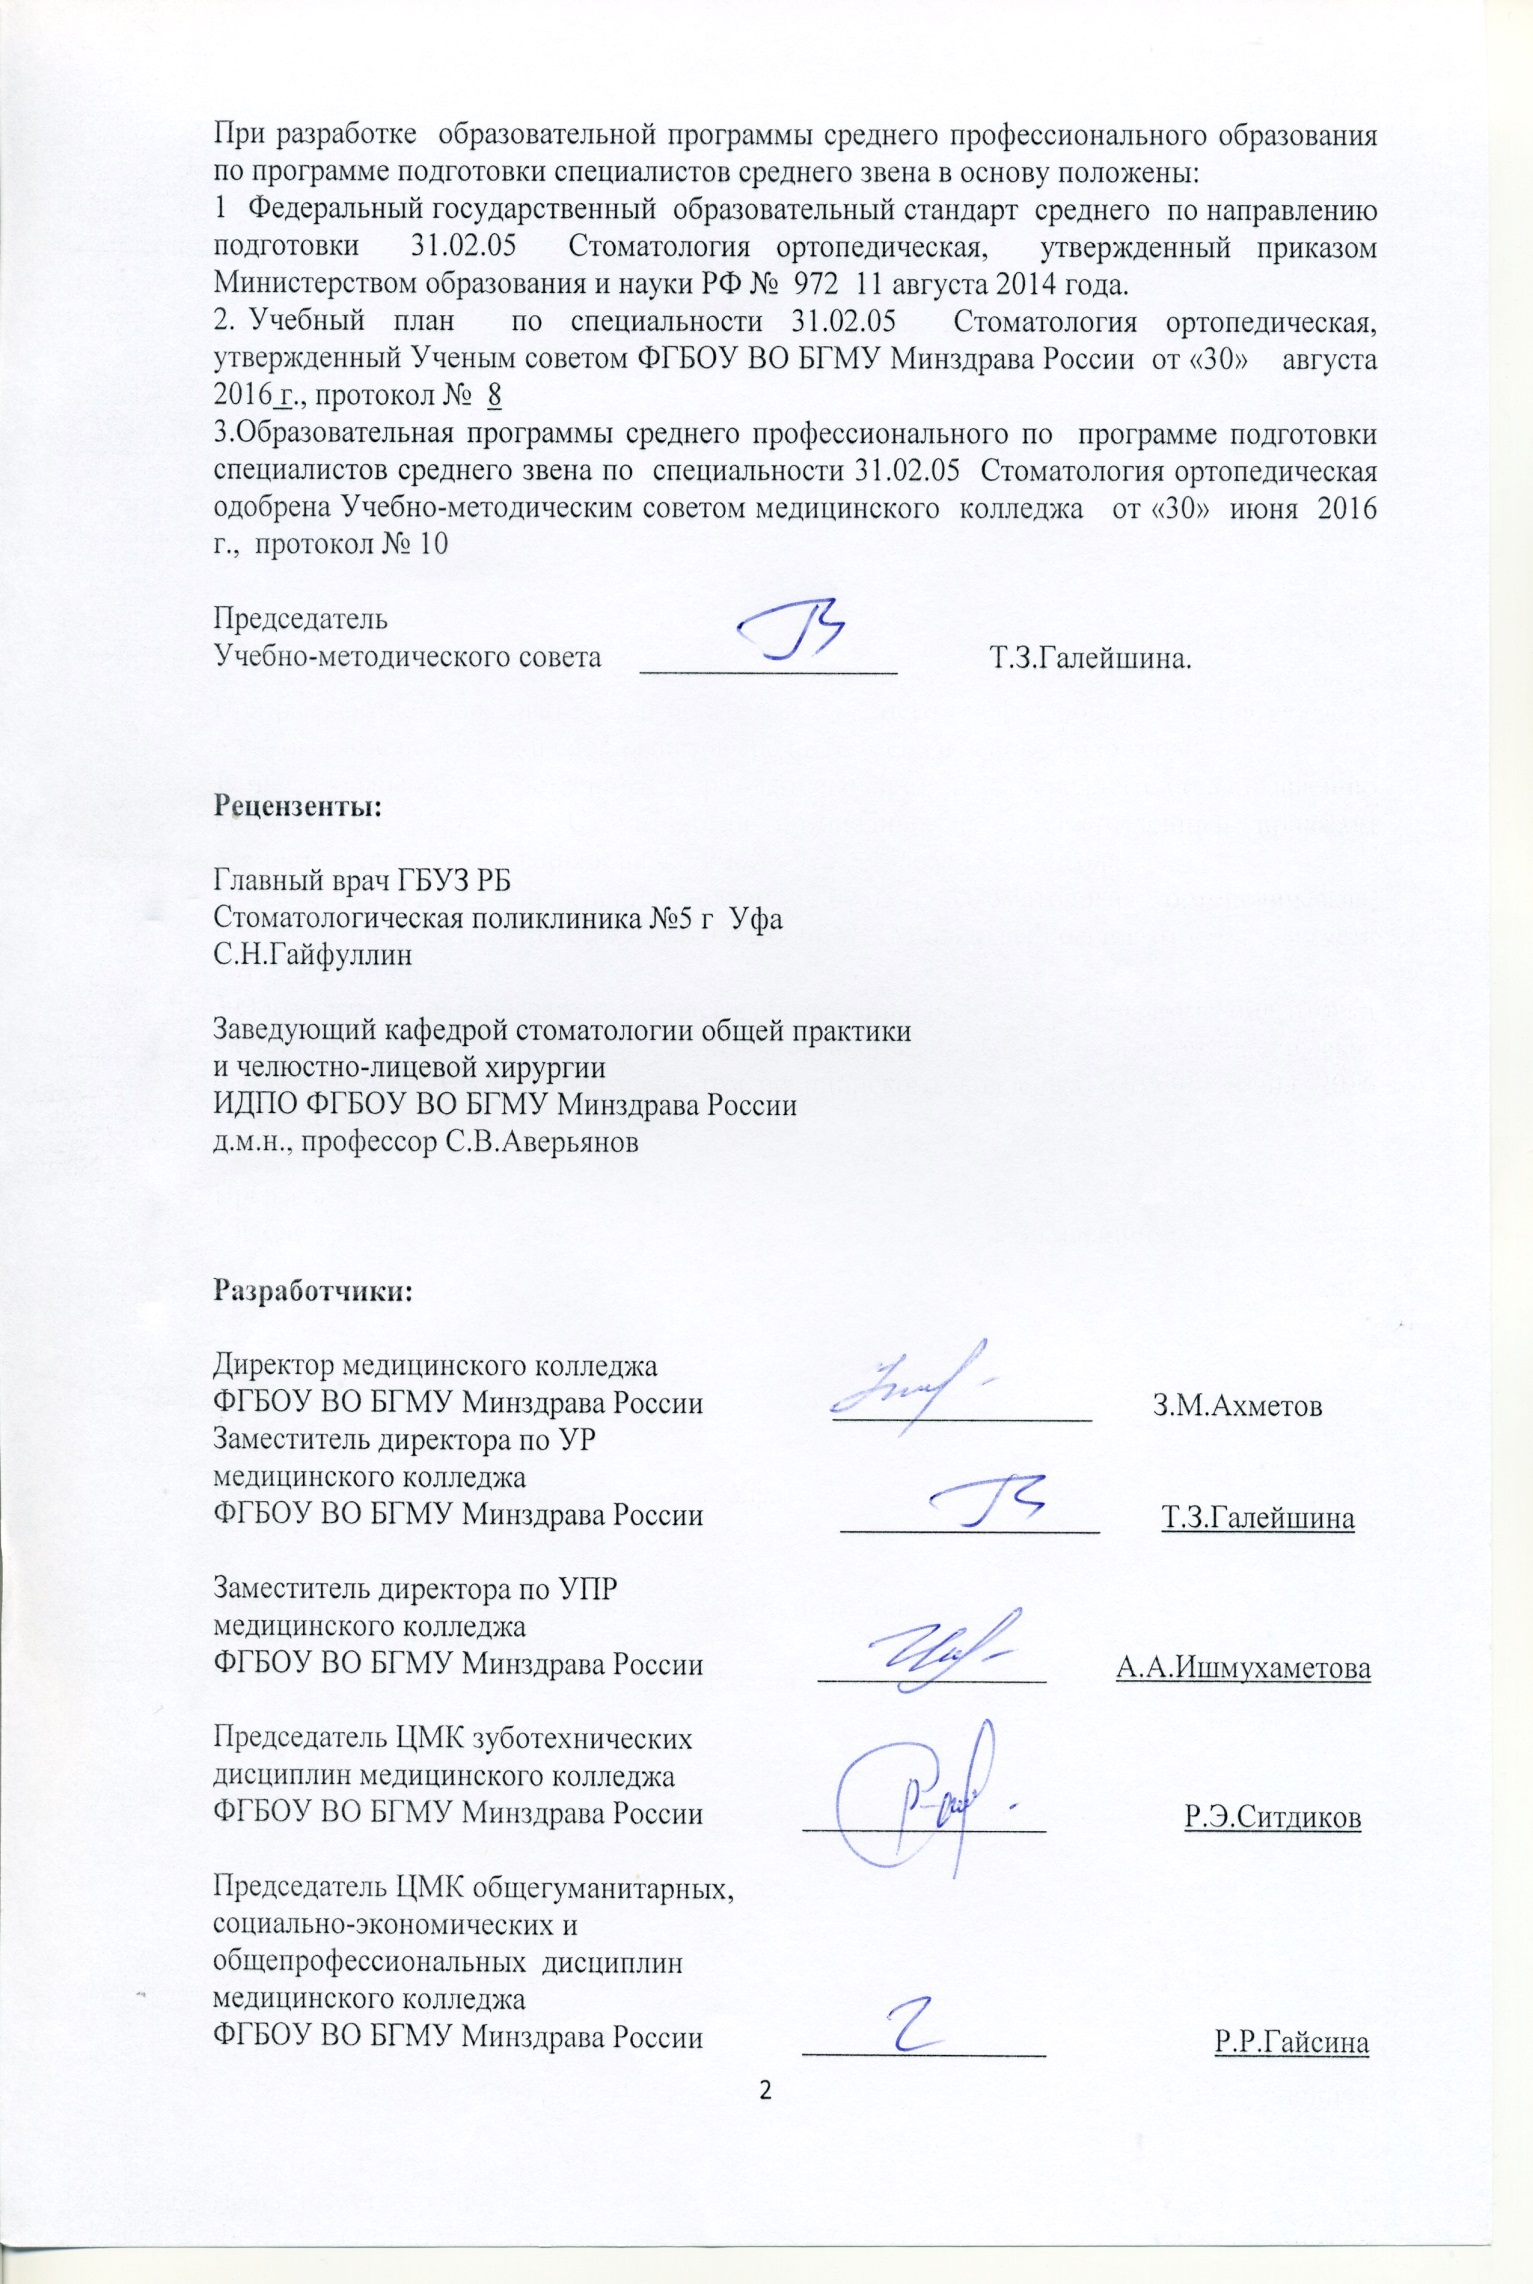 При разработке образовательной программы среднего профессионального образования
по программе подготовки специалистов среднего звена в основу положены:
1 Федеральный государственный образовательный стандарт среднего по направлению
подготовки 31.02.05 Стоматология ортопедическая, утвержденный приказом
Министерством образования и науки РФ № 972 11 августа 2014 года.
2. Учебный план по специальности 31.02.05 Стоматология ортопедическая,
утвержденный Ученым советом ФГБОУ ВО БГМУ Минздрава России от «30» августа
2016 г., протокол № 8
3.Образовательная программы среднего профессионального по программе подготовки
специалистов среднего звена по специальности 31.02.05 Стоматология ортопедическая
одобрена Учебно-методическим советом медицинского колледжа от «30» июня 2016
г., протокол № 10
Председатель
Учебно-методического совета Т.З.Галейшина.
Рецензенты:
Главный врач ГБУЗ РБ
Стоматологическая поликлиника №5 г Уфа
С.Н.Гайфуллин
Заведующий кафедрой стоматологии общей практики
и челюстно-лицевой хирургии
ИДПО ФГБОУ ВО БГМУ Минздрава России
д.м.н., профессор С.В.Аверьянов
Разработчики:
Директор медицинского колледжа
ФГБОУ ВО БГМУ Минздрава России З.М.Ахметов
Заместитель директора по УР
медицинского колледжа
ФГБОУ ВО БГМУ Минздрава России Т.З.Галейшина
Заместитель директора по УПР
медицинского колледжа
ФГБОУ ВО БГМУ Минздрава России А.А.Ишмухаметова
Председатель ЦМК зуботехнических
дисциплин медицинского колледжа
ФГБОУ ВО БГМУ Минздрава России Р.Э.Ситдиков
Председатель ЦМК общегуманитарных,
социально-экономических и
общепрофессиональных дисциплин
медицинского колледжа
ФГБОУ ВО БГМУ Минздрава России Р.Р.Гайсина
2